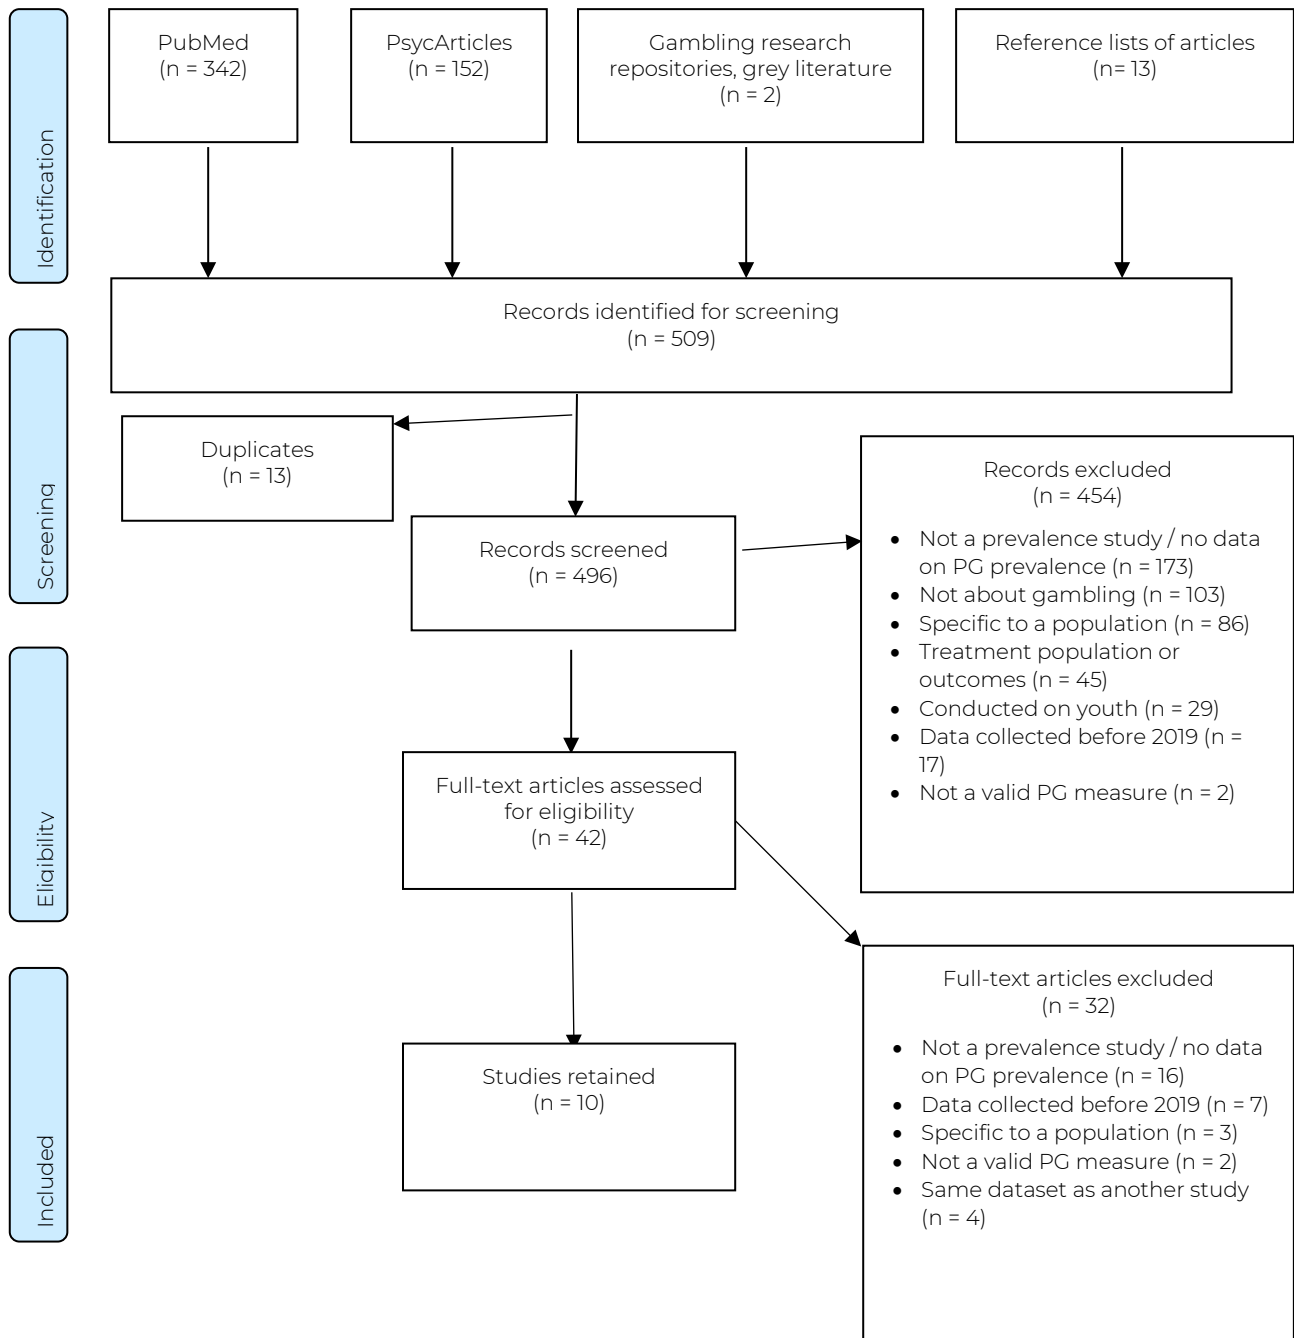 PubMed
(n = 342)
PsycArticles
(n = 152)
Gambling research
repositories, grey literature
(n = 2)
Reference lists of articles
(n= 13)
Identification
Records identified for screening
(n = 509)
Duplicates
(n = 13)
Screening
Records screened
(n = 496)
Records excluded
(n = 454)
• Not a prevalence study / no data
on PG prevalence (n = 173)
• Not about gambling (n = 103)
• Specific to a population (n = 86)
• Treatment population or
outcomes (n = 45)
• Conducted on youth (n = 29)
• Data collected before 2019 (n =
17)
• Not a valid PG measure (n = 2)
Eligibility
Full-text articles assessed
for eligibility
(n = 42)
Full-text articles excluded
(n = 32)
• Not a prevalence study / no data
on PG prevalence (n = 16)
• Data collected before 2019 (n = 7)
• Specific to a population (n = 3)
• Not a valid PG measure (n = 2)
• Same dataset as another study
(n = 4)
Included
Studies retained
(n = 10)